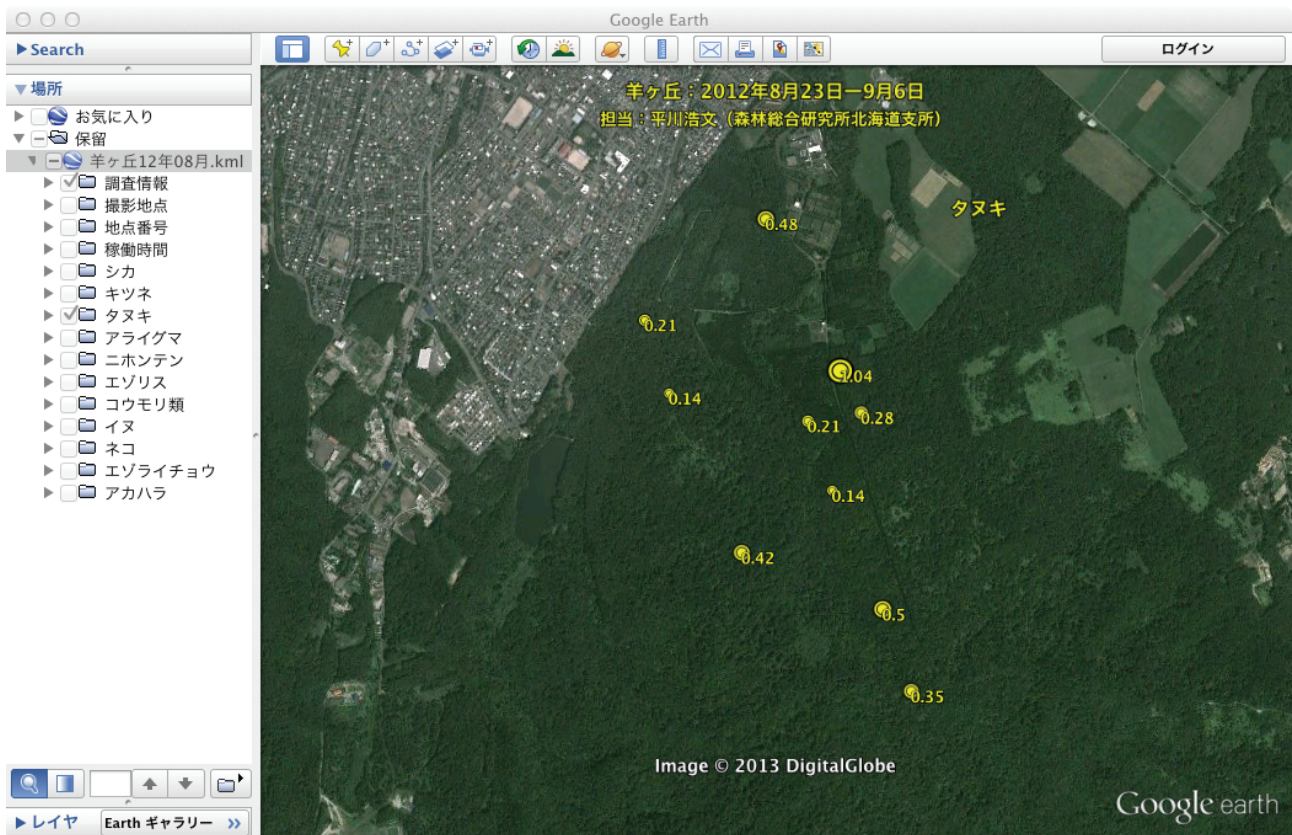 Google Earth
Search
ログイン
場所
お気に入り
保留
羊ヶ丘12年08月.kml
調査情報
撮影地点
地点番号
稼働時間
シカ
キツネ
タヌキ
アライグマ
ニホンテン
エゾリス
コウモリ類
イヌ
ネコ
エゾライチョウ
アカハラ
レイヤ
Earth ギャラリー >>
羊ヶ丘：2012年8月23日ー9月6日
担当：平川浩文（森林総合研究所北海道支所）
タヌキ
0.48
0.21
1.04
0.14
0.28
0.21
0.14
0.42
0.5
0.35
Image © 2013 DigitalGlobe
Google earth